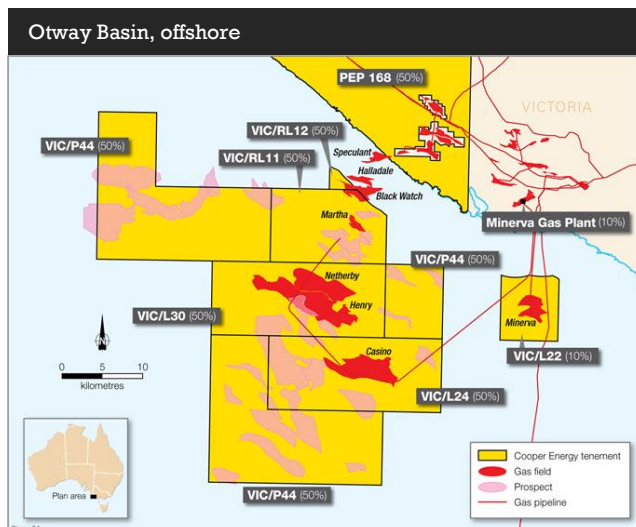 Otway Basin, offshore
PEP 168 (50%)
VICTORIA
VIC/RL12 (50%)
VIC/P44 (50%)
VIC/RL11 (50%)
Speculant
Halladale
Black Watch
Martha
Minerva Gas Plant (10%)
VIC/P44 (50%)
Netherby
Henry
VIC/L30 (50%)
Minerva
N
Casino
VIC/L22 (10%)
0 5 10
kilometres
VIC/L24 (50%)
Plan area
VIC/P44 (50%)
Cooper Energy tenement
Gas field
Prospect
Gas pipeline